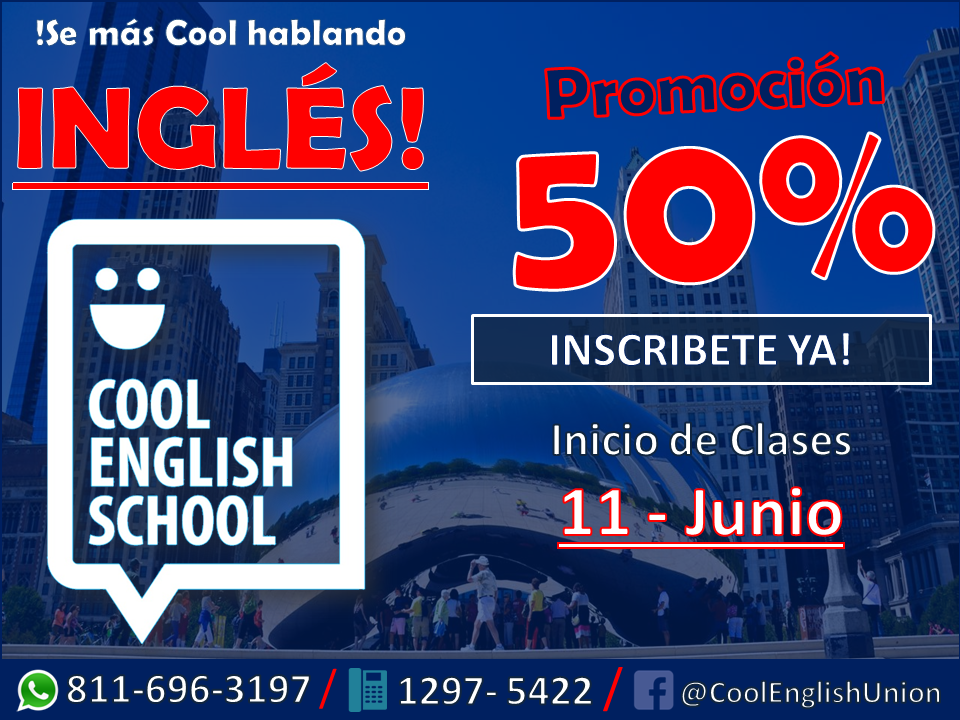 !Se más Cool hablando
INGLÉS!
COOL
ENGLISH
SCHOOL
Promoción
50%
INSCRIBETE YA!
Inicio de Clases
11 - Junio
811-696-3197 / 1297- 5422 / @CoolEnglishUnion